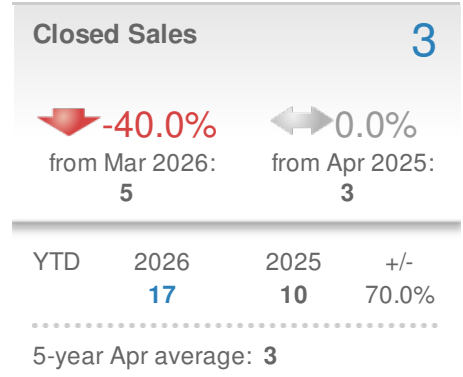 Closed Sales 3
-40.0% 0.0%
from Mar 2026: from Apr 2025:
5 3
YTD 2026 2025 +/-
17 10 70.0%
5-year Apr average: 3